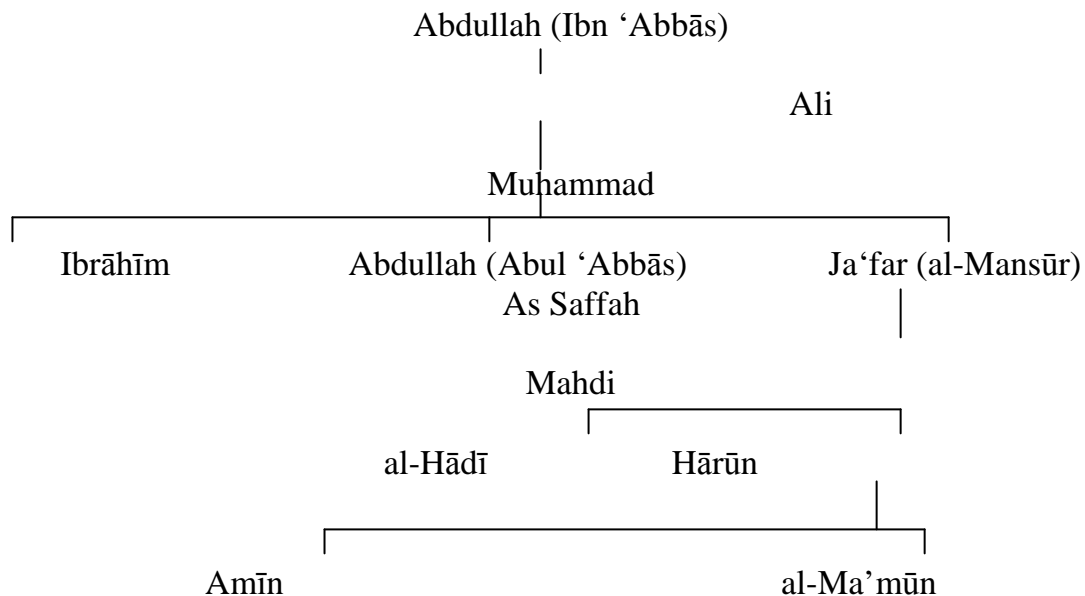 Abdullah (Ibn ‘Abbās)
Ali
Muhammad
Ibrāhīm Abdullah (Abul ‘Abbās) Ja‘far (al-Mansūr)
As Saffah
Mahdi
al-Hādī Hārūn
Amīn al-Ma’mūn